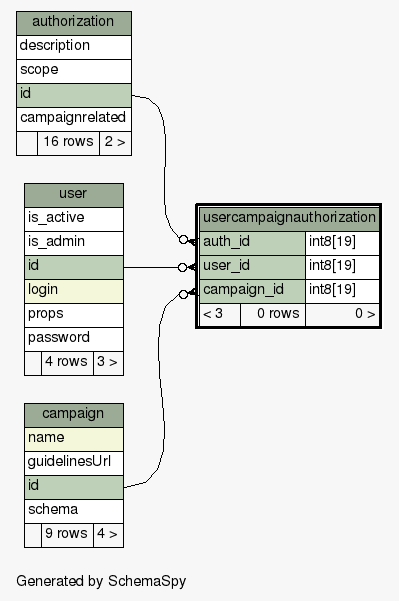 authorization
description
scope
id
campaignrelated
16 rows 2 >
user
is_active
is_admin
id
login
props
password
4 rows 3 >
usercampaignauthorization
auth_id int8[19]
user_id int8[19]
campaign_id int8[19]
< 3 0 rows 0 >
campaign
name
guidelinesUrl
id
schema
9 rows 4 >
Generated by SchemaSpy